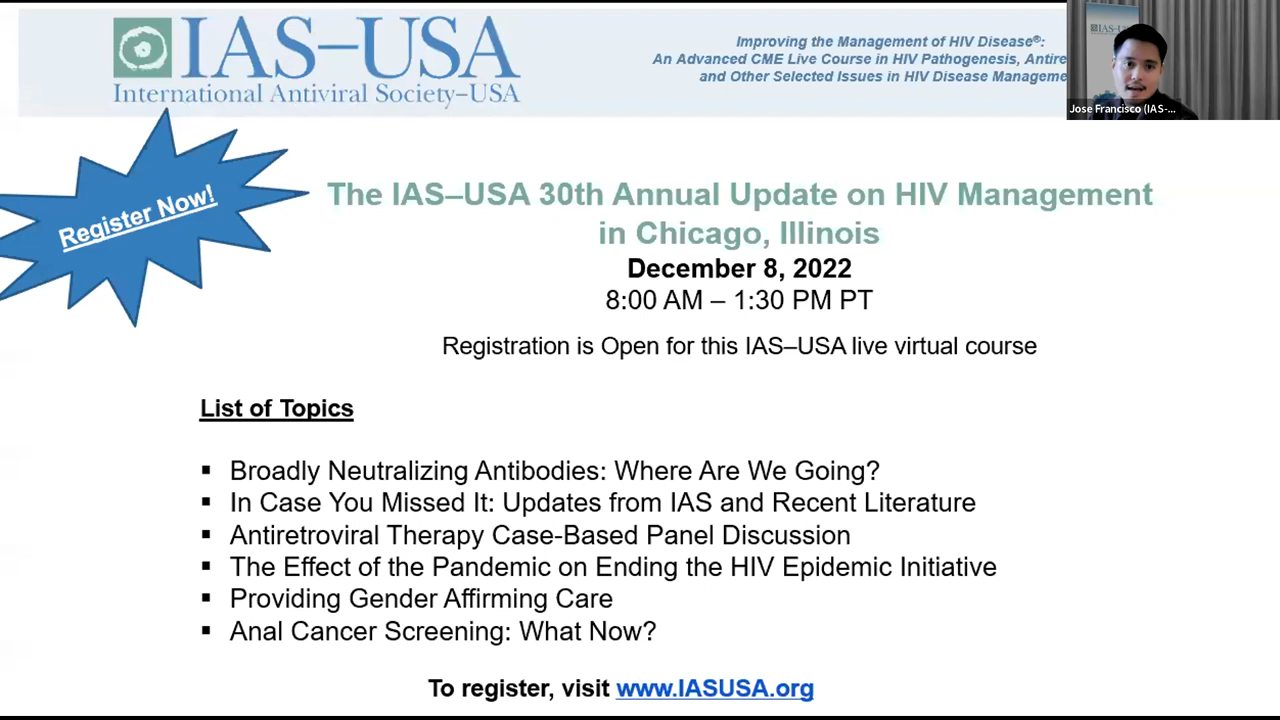 IAS–USA
International Antiviral Society–USA
Improving the Management of HIV Disease®:
An Advanced CME Live Course in HIV Pathogenesis,
and Other Selected Issues in HIV Disease
IAS-USA
Jose Francisco (IAS-...
Register Now!
The IAS–USA 30th Annual Update on HIV Management
in Chicago, Illinois
December 8, 2022
8:00 AM – 1:30 PM PT
Registration is Open for this IAS–USA live virtual course
List of Topics
▪ Broadly Neutralizing Antibodies: Where Are We Going?
▪ In Case You Missed It: Updates from IAS and Recent Literature
▪ Antiretroviral Therapy Case-Based Panel Discussion
▪ The Effect of the Pandemic on Ending the HIV Epidemic Initiative
▪ Providing Gender Affirming Care
▪ Anal Cancer Screening: What Now?
To register, visit www.IASUSA.org